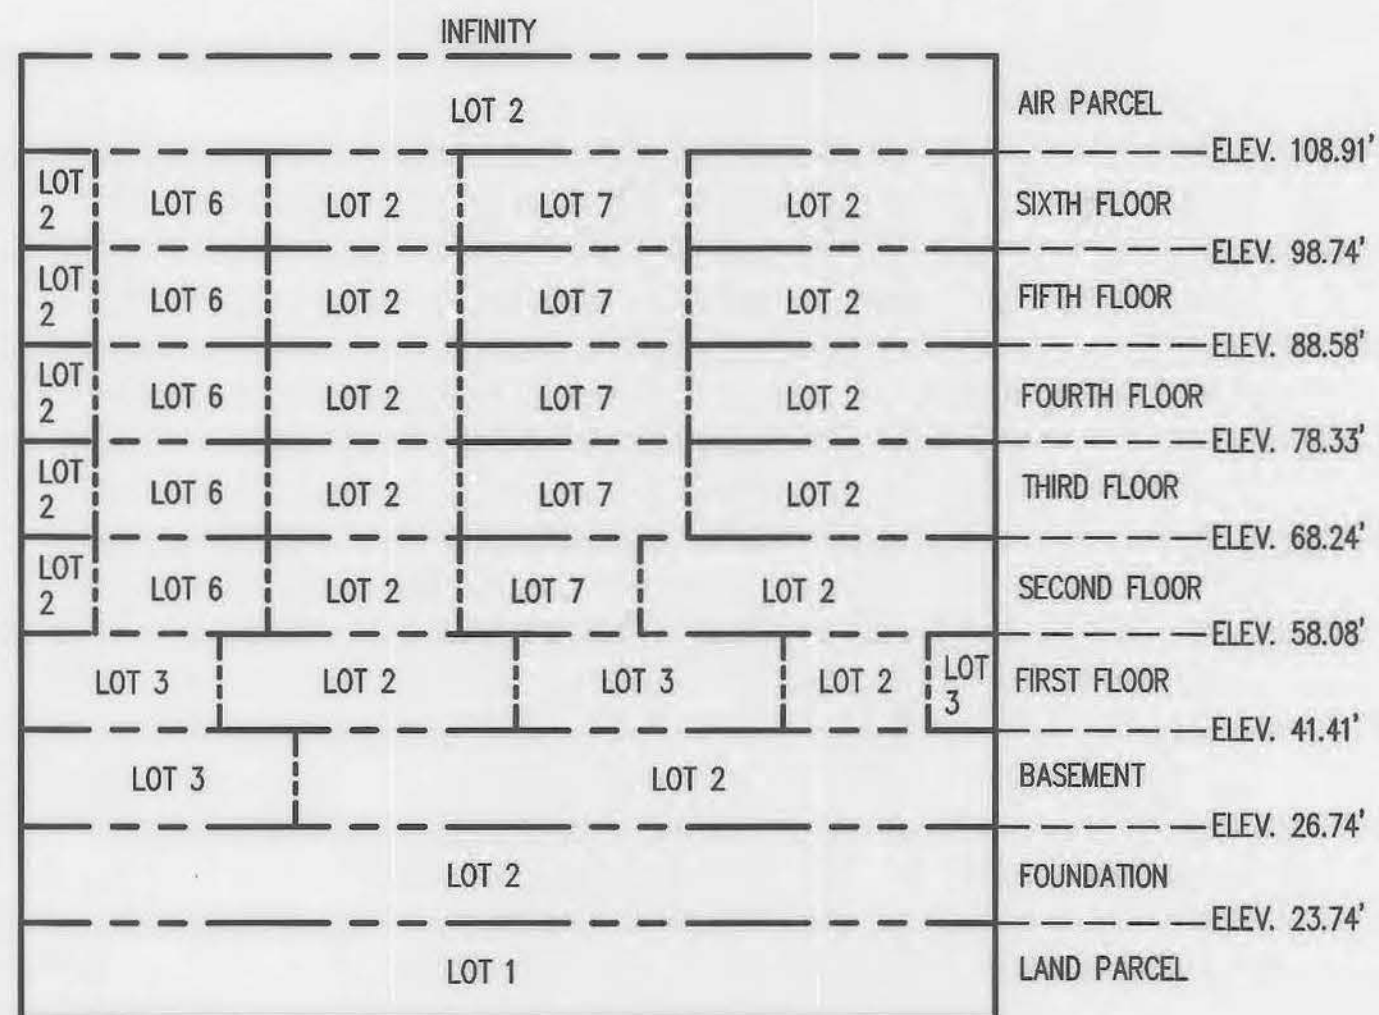 INFINITY
LOT 2 AIR PARCEL
ELEV. 108.91'
LOT 2 LOT 6 LOT 2 LOT 7 LOT 2 SIXTH FLOOR
ELEV. 98.74'
LOT 2 LOT 6 LOT 2 LOT 7 LOT 2 FIFTH FLOOR
ELEV. 88.58'
LOT 2 LOT 6 LOT 2 LOT 7 LOT 2 FOURTH FLOOR
ELEV. 78.33'
LOT 2 LOT 6 LOT 2 LOT 7 LOT 2 THIRD FLOOR
ELEV. 68.24'
LOT 2 LOT 6 LOT 2 LOT 7 LOT 2 SECOND FLOOR
ELEV. 58.08'
LOT 3 LOT 2 LOT 3 LOT 2 LOT 3 FIRST FLOOR
ELEV. 41.41'
LOT 3 LOT 2 BASEMENT
ELEV. 26.74'
LOT 2 FOUNDATION
ELEV. 23.74'
LOT 1 LAND PARCEL